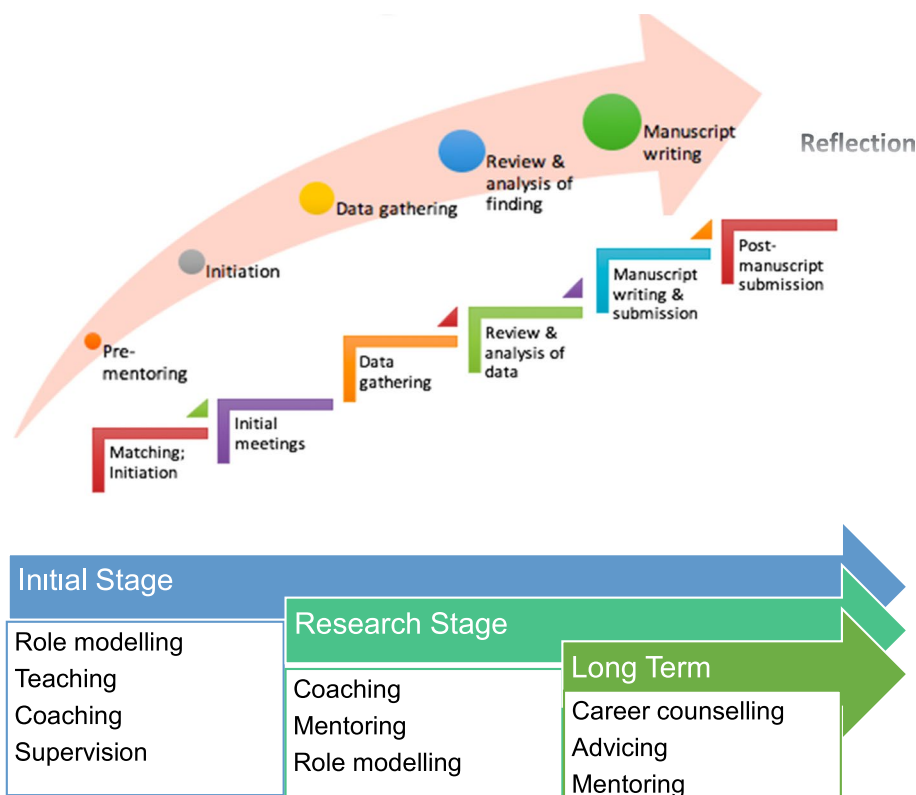 Manuscript
writing
Reflection
Review &
analysis of
finding
Data gathering
Initiation
Pre-
mentoring
Post-
manuscript
submission
Manuscript
writing &
submission
Review &
analysis of
data
Data
gathering
Initial
meetings
Matching;
Initiation
Initial Stage
Role modelling
Teaching
Coaching
Supervision
Research Stage
Coaching
Mentoring
Role modelling
Long Term
Career counselling
Advicing
Mentoring